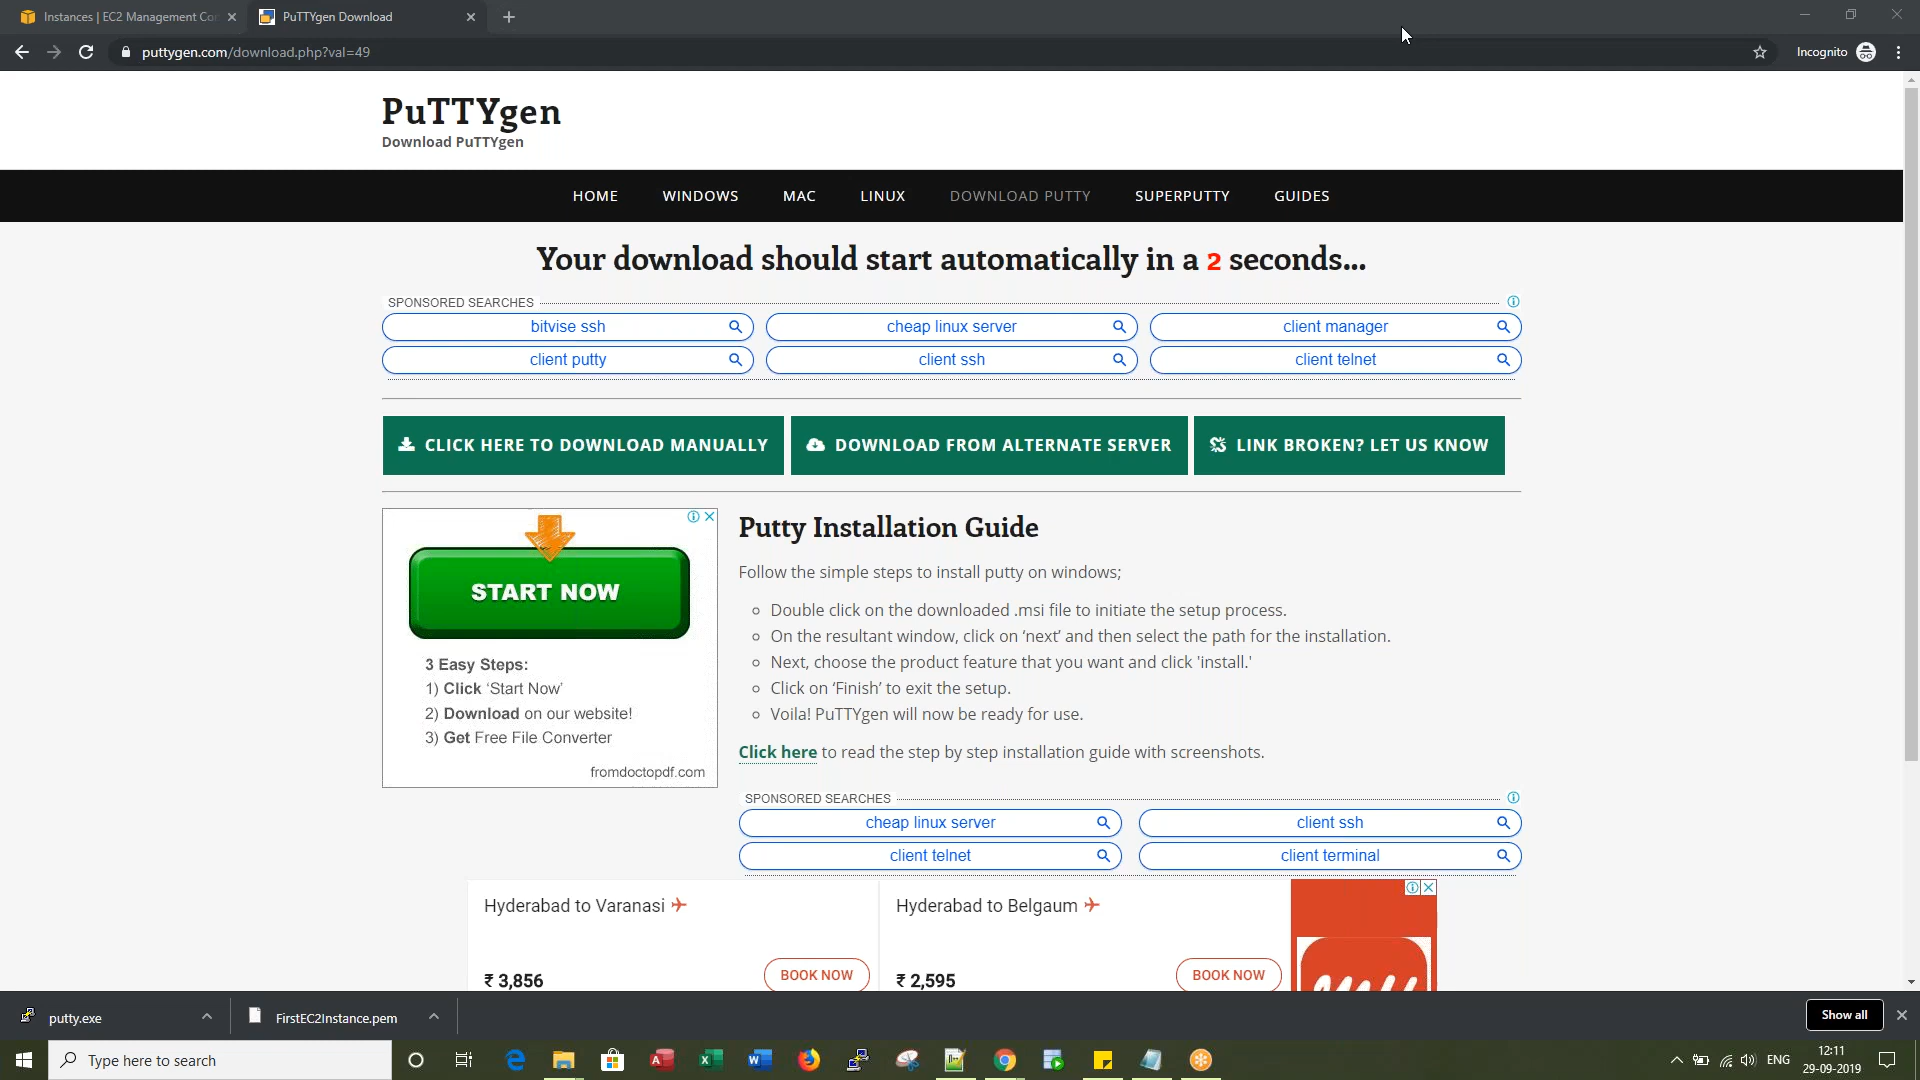 Instances | EC2 Management Con
PuTTYgen Download
puttygen.com/download.php?val=49
Incognito
PuTTYgen
Download PuTTYgen
HOME WINDOWS MAC LINUX DOWNLOAD PUTTY SUPERPUTTY GUIDES
Your download should start automatically in a 2 seconds...
SPONSORED SEARCHES
bitvise ssh cheap linux server client manager
client putty client ssh client telnet
CLICK HERE TO DOWNLOAD MANUALLY DOWNLOAD FROM ALTERNATE SERVER LINK BROKEN? LET US KNOW
START NOW
3 Easy Steps:
1) Click ‘Start Now’
2) Download on our website!
3) Get Free File Converter
fromdoctopdf.com
Putty Installation Guide
Follow the simple steps to install putty on windows;
Double click on the downloaded .msi file to initiate the setup process.
On the resultant window, click on ‘next’ and then select the path for the installation.
Next, choose the product feature that you want and click 'install.'
Click on ‘Finish’ to exit the setup.
Voila! PuTTYgen will now be ready for use.
Click here to read the step by step installation guide with screenshots.
SPONSORED SEARCHES
cheap linux server client ssh
client telnet client terminal
Hyderabad to Varanasi
₹ 3,856
BOOK NOW
Hyderabad to Belgaum
₹ 2,595
BOOK NOW
putty.exe
FirstEC2Instance.pem
Show all
Type here to search
ENG
12:11
29-09-2019